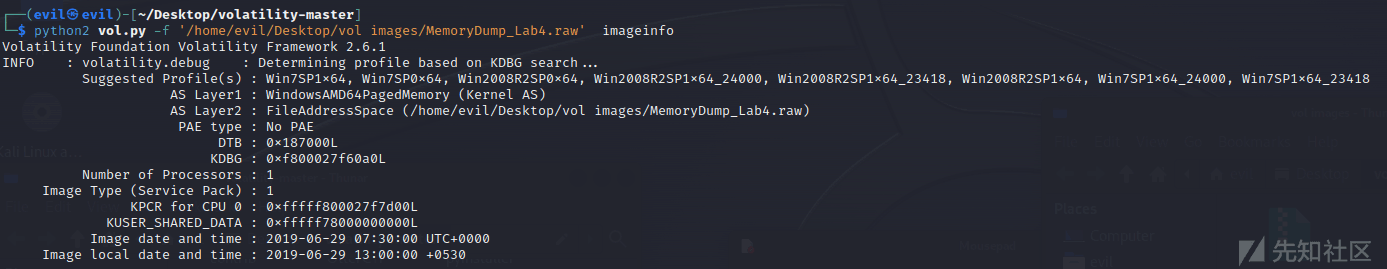 ┌──(evil㉿evil)-[~/Desktop/volatility-master]
└─$ python2 vol.py -f '/home/evil/Desktop/vol images/MemoryDump_Lab4.raw'  imageinfo
Volatility Foundation Volatility Framework 2.6.1
INFO    : volatility.debug    : Determining profile based on KDBG search...
Suggested Profile(s) : Win7SP1x64, Win7SP0x64, Win2008R2SP0x64, Win2008R2SP1x64_24000, Win2008R2SP1x64_23418, Win2008R2SP1x64, Win7SP1x64_24000, Win7SP1x64_23418
AS Layer1 : WindowsAMD64PagedMemory (Kernel AS)
AS Layer2 : FileAddressSpace (/home/evil/Desktop/vol images/MemoryDump_Lab4.raw)
PAE type : No PAE
DTB : 0x187000L
KDBG : 0xf800027f60a0L
Number of Processors : 1
Image Type (Service Pack) : 1
KPCR for CPU 0 : 0xfffff800027f7d00L
KUSER_SHARED_DATA : 0xfffff78000000000L
Image date and time : 2019-06-29 07:30:00 UTC+0000
Image local date and time : 2019-06-29 13:00:00 +0530
Places
Computer
evil
先知社区